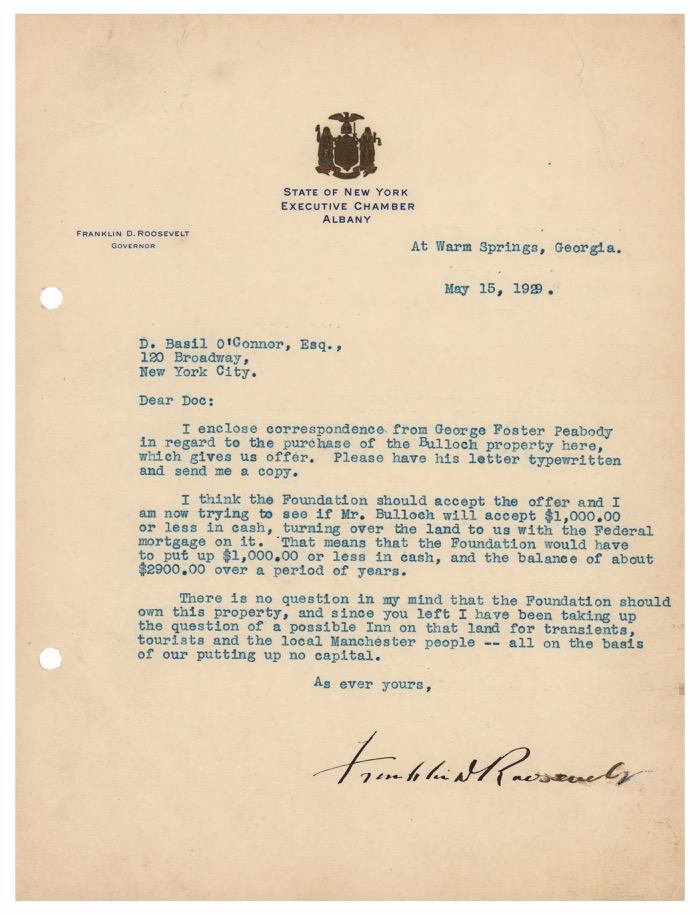 STATE OF NEW YORK
EXECUTIVE CHAMBER
ALBANY
FRANKLIN D. ROOSEVELT
GOVERNOR
At Warm Springs, Georgia.
May 15, 1929.
D. Basil O'Connor, Esq.,
120 Broadway,
New York City.
Dear Doc:
I enclose correspondence from George Foster Peabody
in regard to the purchase of the Bulloch property here,
which gives us offer. Please have his letter typewritten
and send me a copy.
I think the Foundation should accept the offer and I
am now trying to see if Mr. Bulloch will accept $1,000.00
or less in cash, turning over the land to us with the Federal
mortgage on it. That means that the Foundation would have
to put up $1,000.00 or less in cash, and the balance of about
$2900.00 over a period of years.
There is no question in my mind that the Foundation should
own this property, and since you left I have been taking up
the question of a possible Inn on that land for transients,
tourists and the local Manchester people -- all on the basis
of our putting up no capital.
As ever yours,
Franklin D Roosevelt